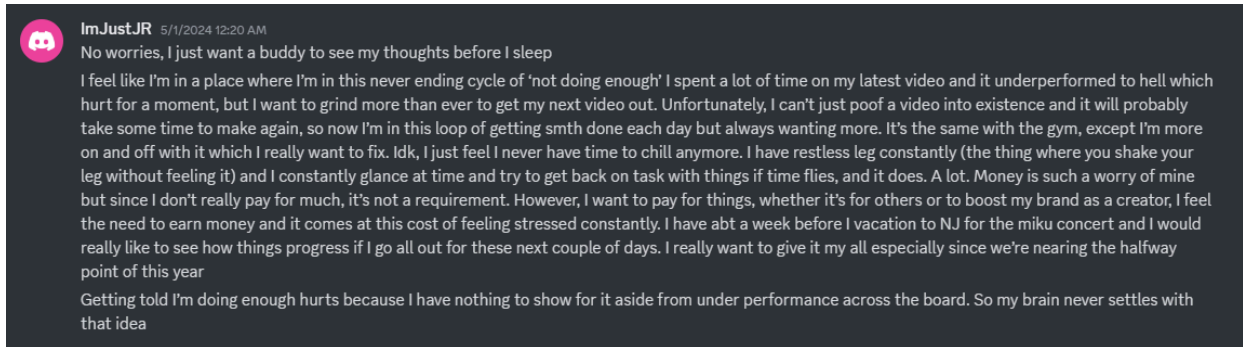 ImJustJR 5/1/2024 12:20 AM
No worries, I just want a buddy to see my thoughts before I sleep
I feel like I'm in a place where I'm in this never ending cycle of 'not doing enough' I spent a lot of time on my latest video and it underperformed to hell which
hurt for a moment, but I want to grind more than ever to get my next video out. Unfortunately, I can't just poof a video into existence and it will probably
take some time to make again, so now I'm in this loop of getting smth done each day but always wanting more. It's the same with the gym, except I'm more
on and off with it which I really want to fix. Idk, I just feel I never have time to chill anymore. I have restless leg constantly (the thing where you shake your
leg without feeling it) and I constantly glance at time and try to get back on task with things if time flies, and it does. A lot. Money is such a worry of mine
but since I don't really pay for much, it's not a requirement. However, I want to pay for things, whether it's for others or to boost my brand as a creator, I feel
the need to earn money and it comes at this cost of feeling stressed constantly. I have abt a week before I vacation to NJ for the miku concert and I would
really like to see how things progress if I go all out for these next couple of days. I really want to give it my all especially since we're nearing the halfway
point of this year
Getting told I'm doing enough hurts because I have nothing to show for it aside from under performance across the board. So my brain never settles with
that idea